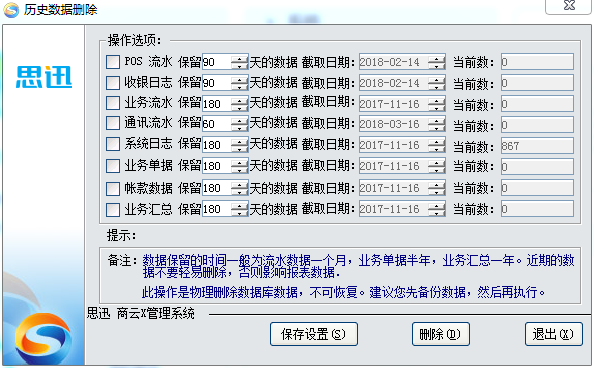 历史数据删除
思迅
操作选项:
POS 流水 保留 90 天的数据 截取日期: 2018-02-14 当前数: 0
收银日志 保留 90 天的数据 截取日期: 2018-02-14 当前数: 0
业务流水 保留 180 天的数据 截取日期: 2017-11-16 当前数: 0
通讯流水 保留 60 天的数据 截取日期: 2018-03-16 当前数: 0
系统日志 保留 180 天的数据 截取日期: 2017-11-16 当前数: 867
业务单据 保留 180 天的数据 截取日期: 2017-11-16 当前数: 0
帐款数据 保留 180 天的数据 截取日期: 2017-11-16 当前数: 0
业务汇总 保留 180 天的数据 截取日期: 2017-11-16 当前数: 0
提示:
备注: 数据保留的时间一般为流水数据一个月，业务单据半年，业务汇总一年。近期的数
据不要轻易删除，否则影响报表数据.
此操作是物理删除数据库数据，不可恢复。建议您先备份数据，然后再执行。
思迅 商云X管理系统
保存设置(S) 删除(D) 退出(X)